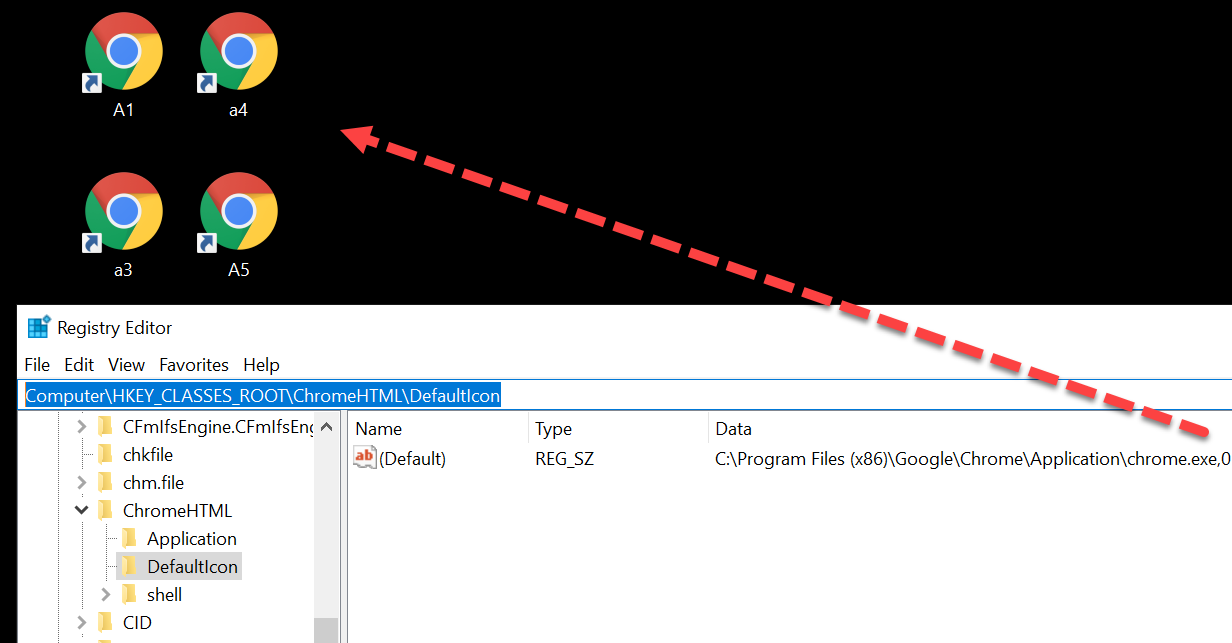 A1 a4
a3 A5
Registry Editor
File Edit View Favorites Help
Computer\HKEY_CLASSES_ROOT\ChromeHTML\DefaultIcon
CFmIfsEngine.CFmIfsEng
chkfile
chm.file
ChromeHTML
Application
DefaultIcon
shell
CID
Name Type Data
ab (Default) REG_SZ C:\Program Files (x86)\Google\Chrome\Application\chrome.exe,0